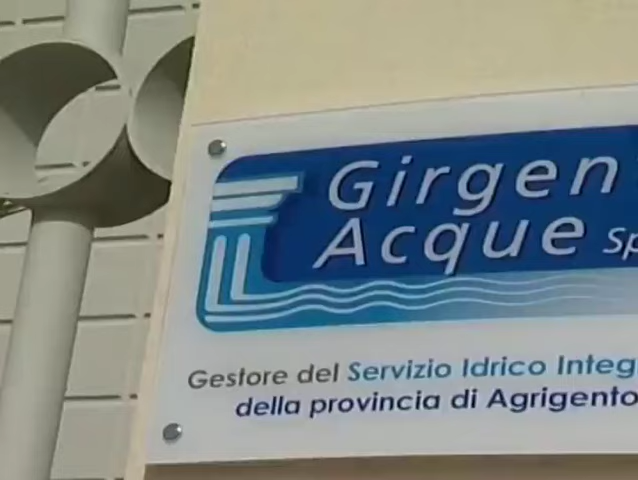 Girgen
Acque Sp
Gestore del Servizio Idrico Integ
della provincia di Agrigento